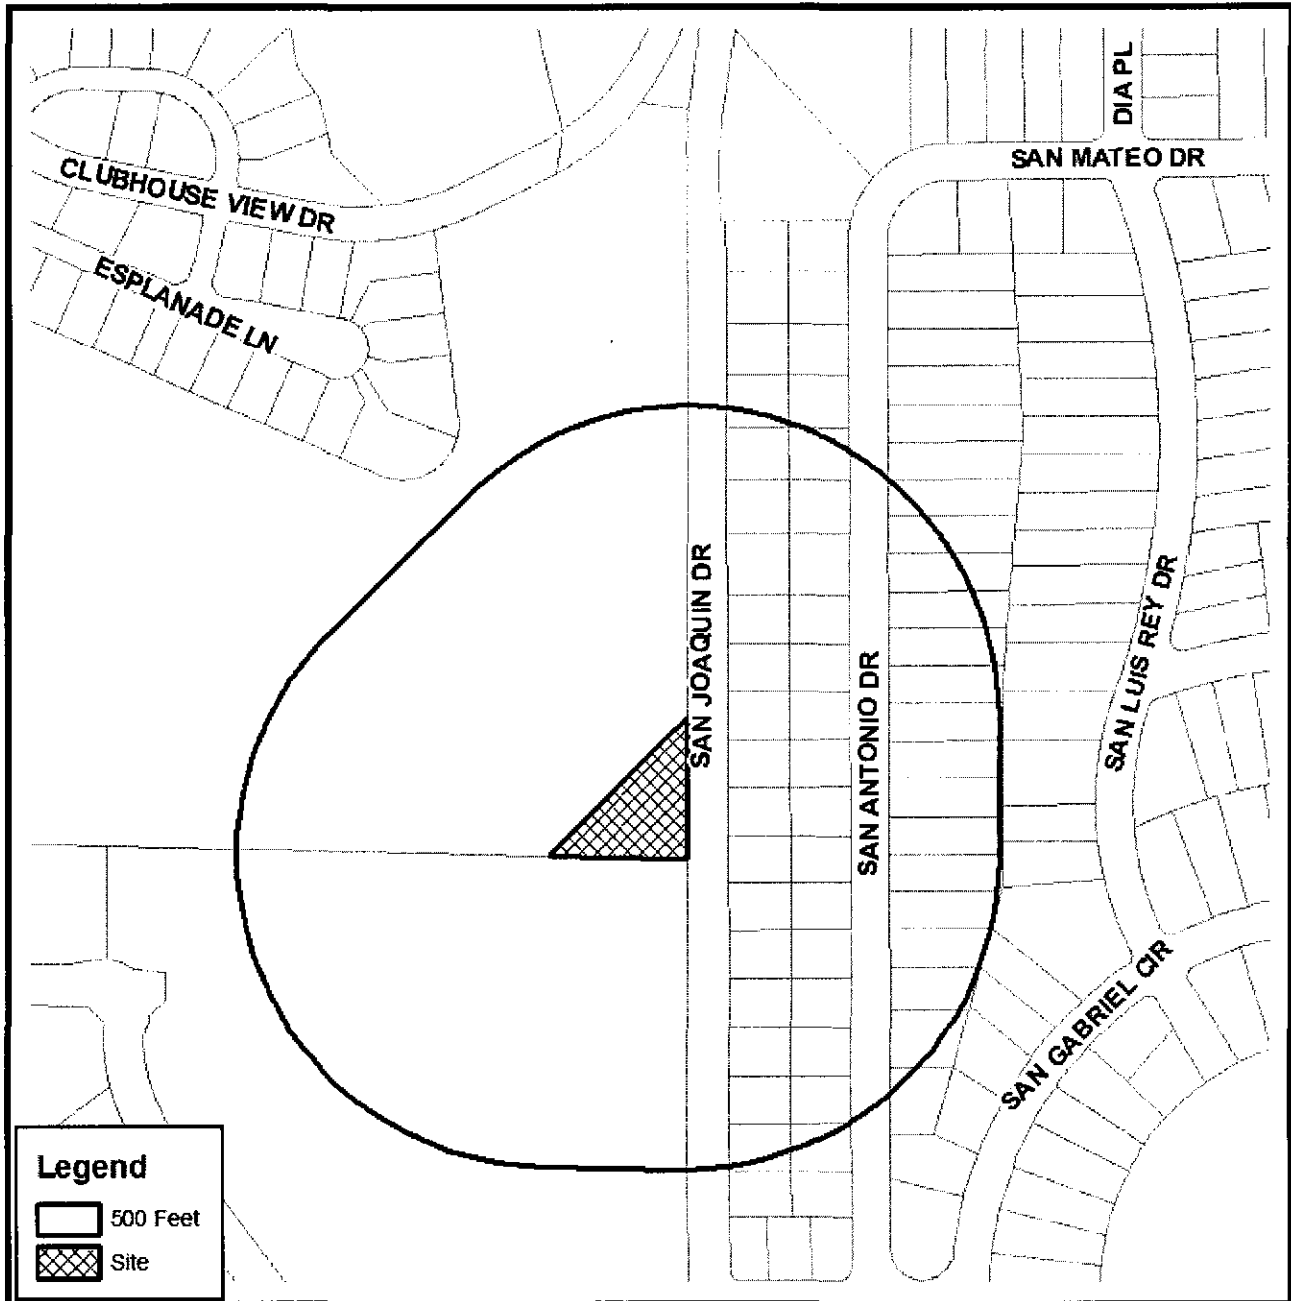 DIA PL
SAN MATEO DR
CLUBHOUSE VIEW DR
ESPLANADE LN
SAN JOAQUIN DR
SAN ANTONIO DR
SAN LUIS REY DR
SAN GABRIEL CIR
Legend
500 Feet
Site